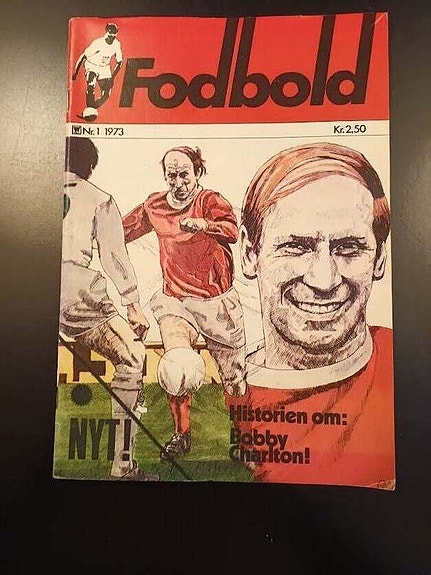 Fodbold
Nr. 1 1973
Kr. 2,50
NYT!
Historien om:
Bobby
Charlton!